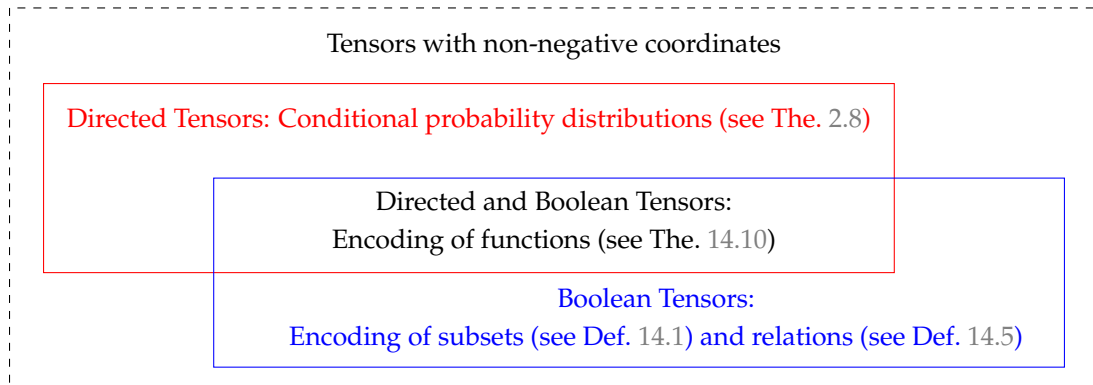 Tensors with non-negative coordinates
Directed Tensors: Conditional probability distributions (see The. 2.8)
Directed and Boolean Tensors:
Encoding of functions (see The. 14.10)
Boolean Tensors:
Encoding of subsets (see Def. 14.1) and relations (see Def. 14.5)